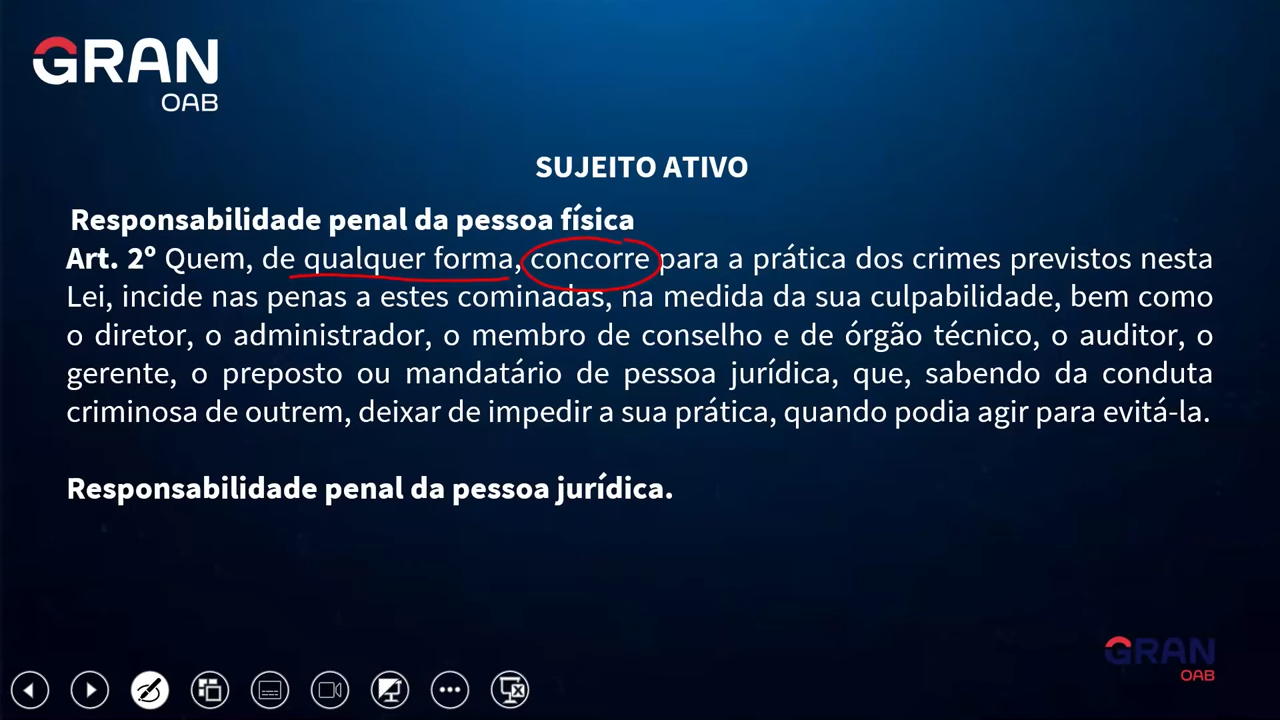 GRAN
OAB
SUJEITO ATIVO
Responsabilidade penal da pessoa física
Art. 2º Quem, de qualquer forma, concorre para a prática dos crimes previstos nesta
Lei, incide nas penas a estes cominadas, na medida da sua culpabilidade, bem como
o diretor, o administrador, o membro de conselho e de órgão técnico, o auditor, o
gerente, o preposto ou mandatário de pessoa jurídica, que, sabendo da conduta
criminosa de outrem, deixar de impedir a sua prática, quando podia agir para evitá-la.
Responsabilidade penal da pessoa jurídica.
GRAN
OAB